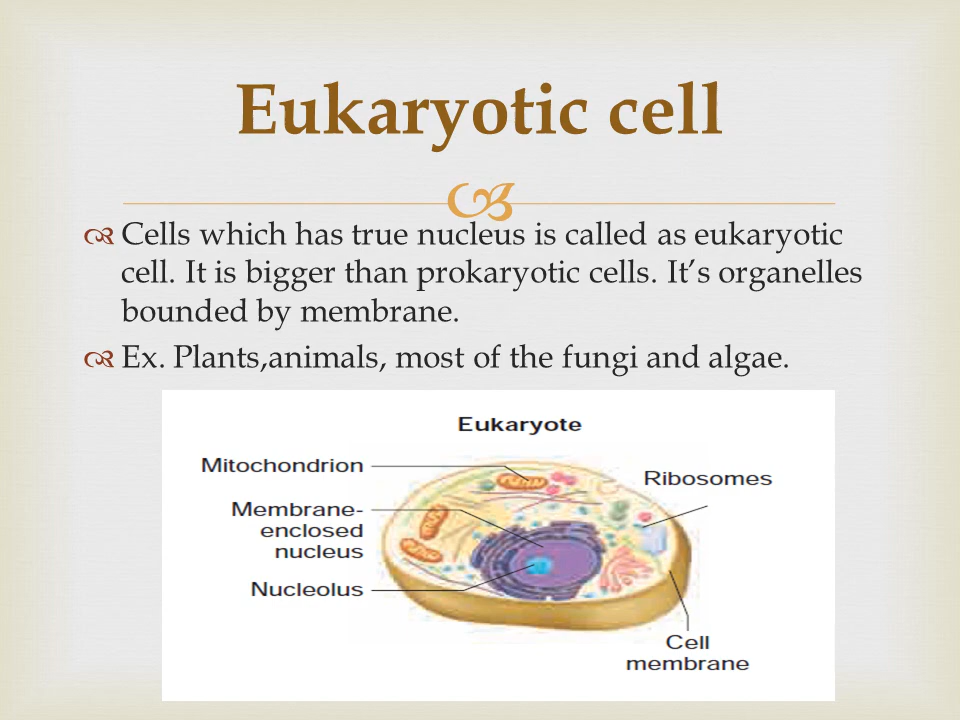 Eukaryotic cell
Cells which has true nucleus is called as eukaryotic
cell. It is bigger than prokaryotic cells. It’s organelles
bounded by membrane.
Ex. Plants,animals, most of the fungi and algae.
Eukaryote
Mitochondrion
Ribosomes
Membrane-
enclosed
nucleus
Nucleolus
Cell
membrane